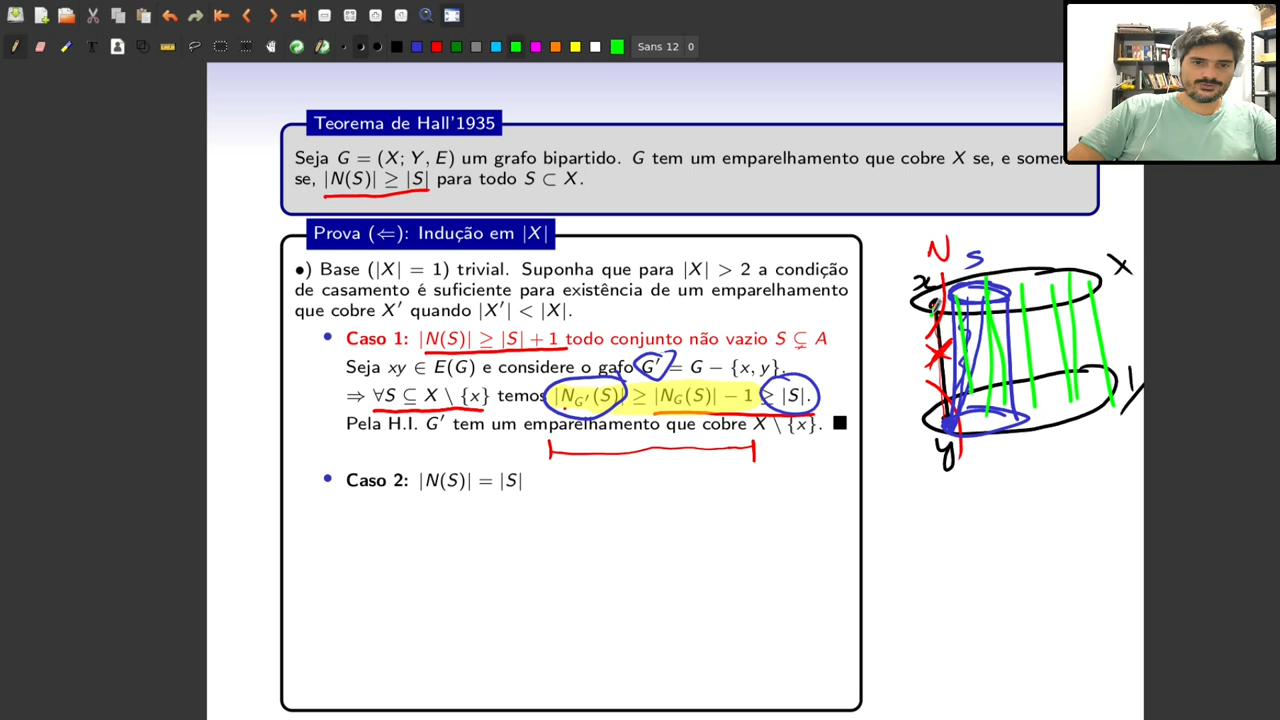 Sans 12 0
Teorema de Hall'1935
Seja G = (X; Y, E) um grafo bipartido. G tem um emparelhamento que cobre X se, e somen
se, |N(S)| ≥ |S| para todo S ⊂ X.
Prova (⇐): Indução em |X|
•) Base (|X| = 1) trivial. Suponha que para |X| > 2 a condição
de casamento é suficiente para existência de um emparelhamento
que cobre X′ quando |X′| < |X|.
• Caso 1: |N(S)| ≥ |S| + 1 todo conjunto não vazio S ⊊ A
Seja xy ∈ E(G) e considere o gafo G′ = G − {x, y}.
⇒ ∀S ⊆ X \ {x} temos |N_G′(S)| ≥ |N_G(S)| − 1 ≥ |S|.
Pela H.I. G′ tem um emparelhamento que cobre X \ {x}. ■
• Caso 2: |N(S)| = |S|
N
S
X
x
Y
y